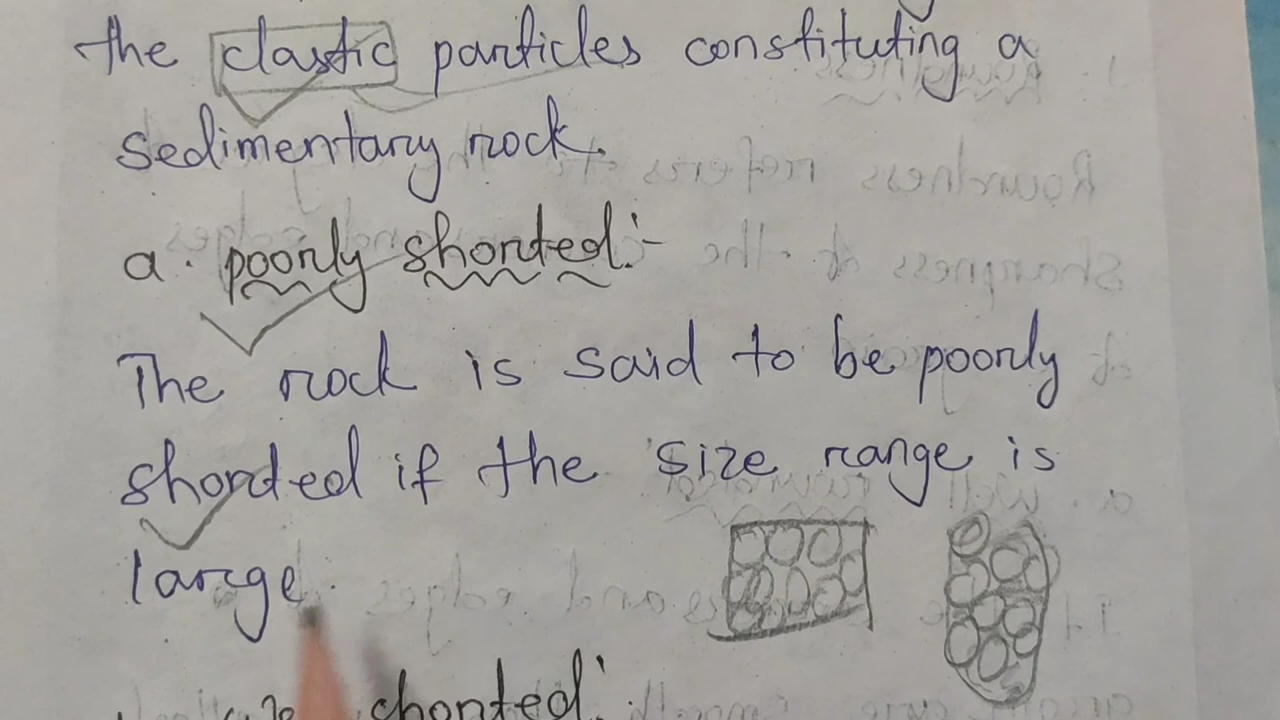 the clastic particles constituting a
sedimentary rock.
a. poorly shorted:-
The rock is said to be poorly
shorted if the size range is
large.
shorted: